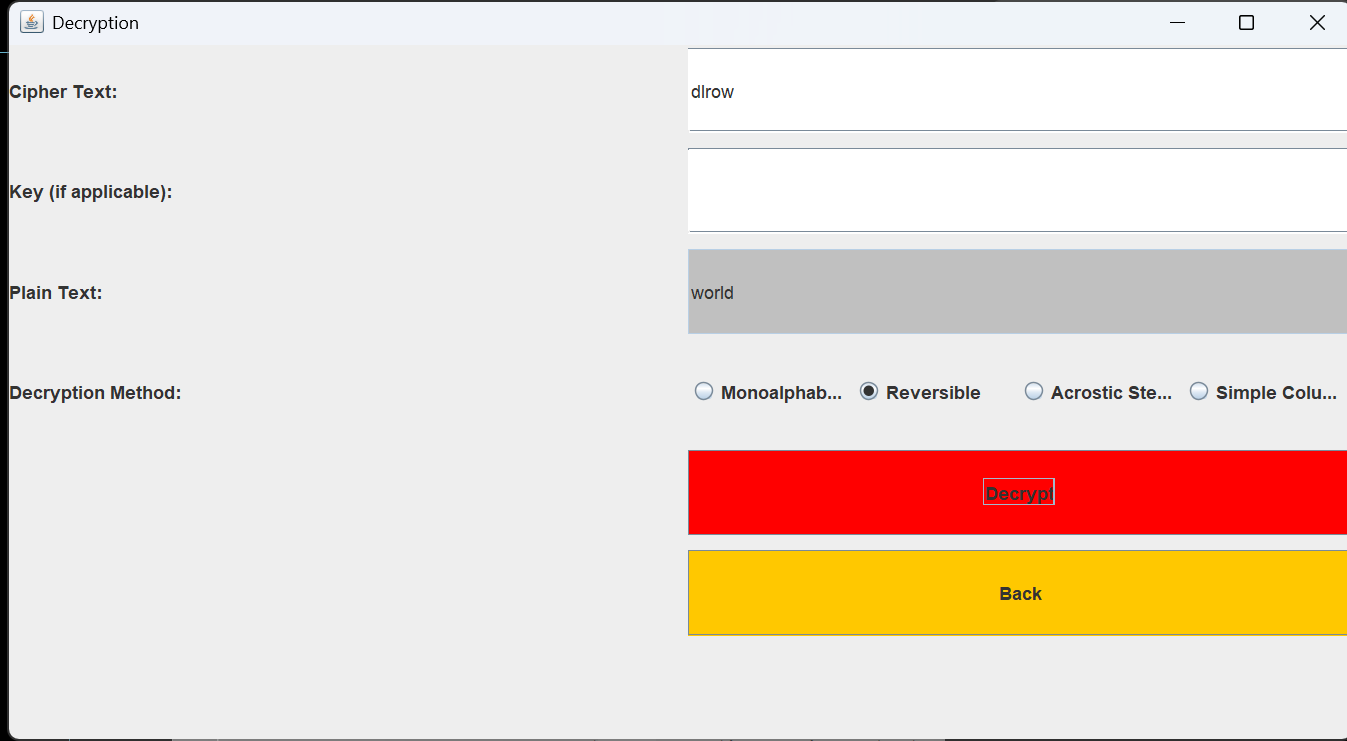 Decryption
Cipher Text:
dlrow
Key (if applicable):
Plain Text:
world
Decryption Method:
Monoalphab... Reversible Acrostic Ste... Simple Colu...
Decrypt
Back